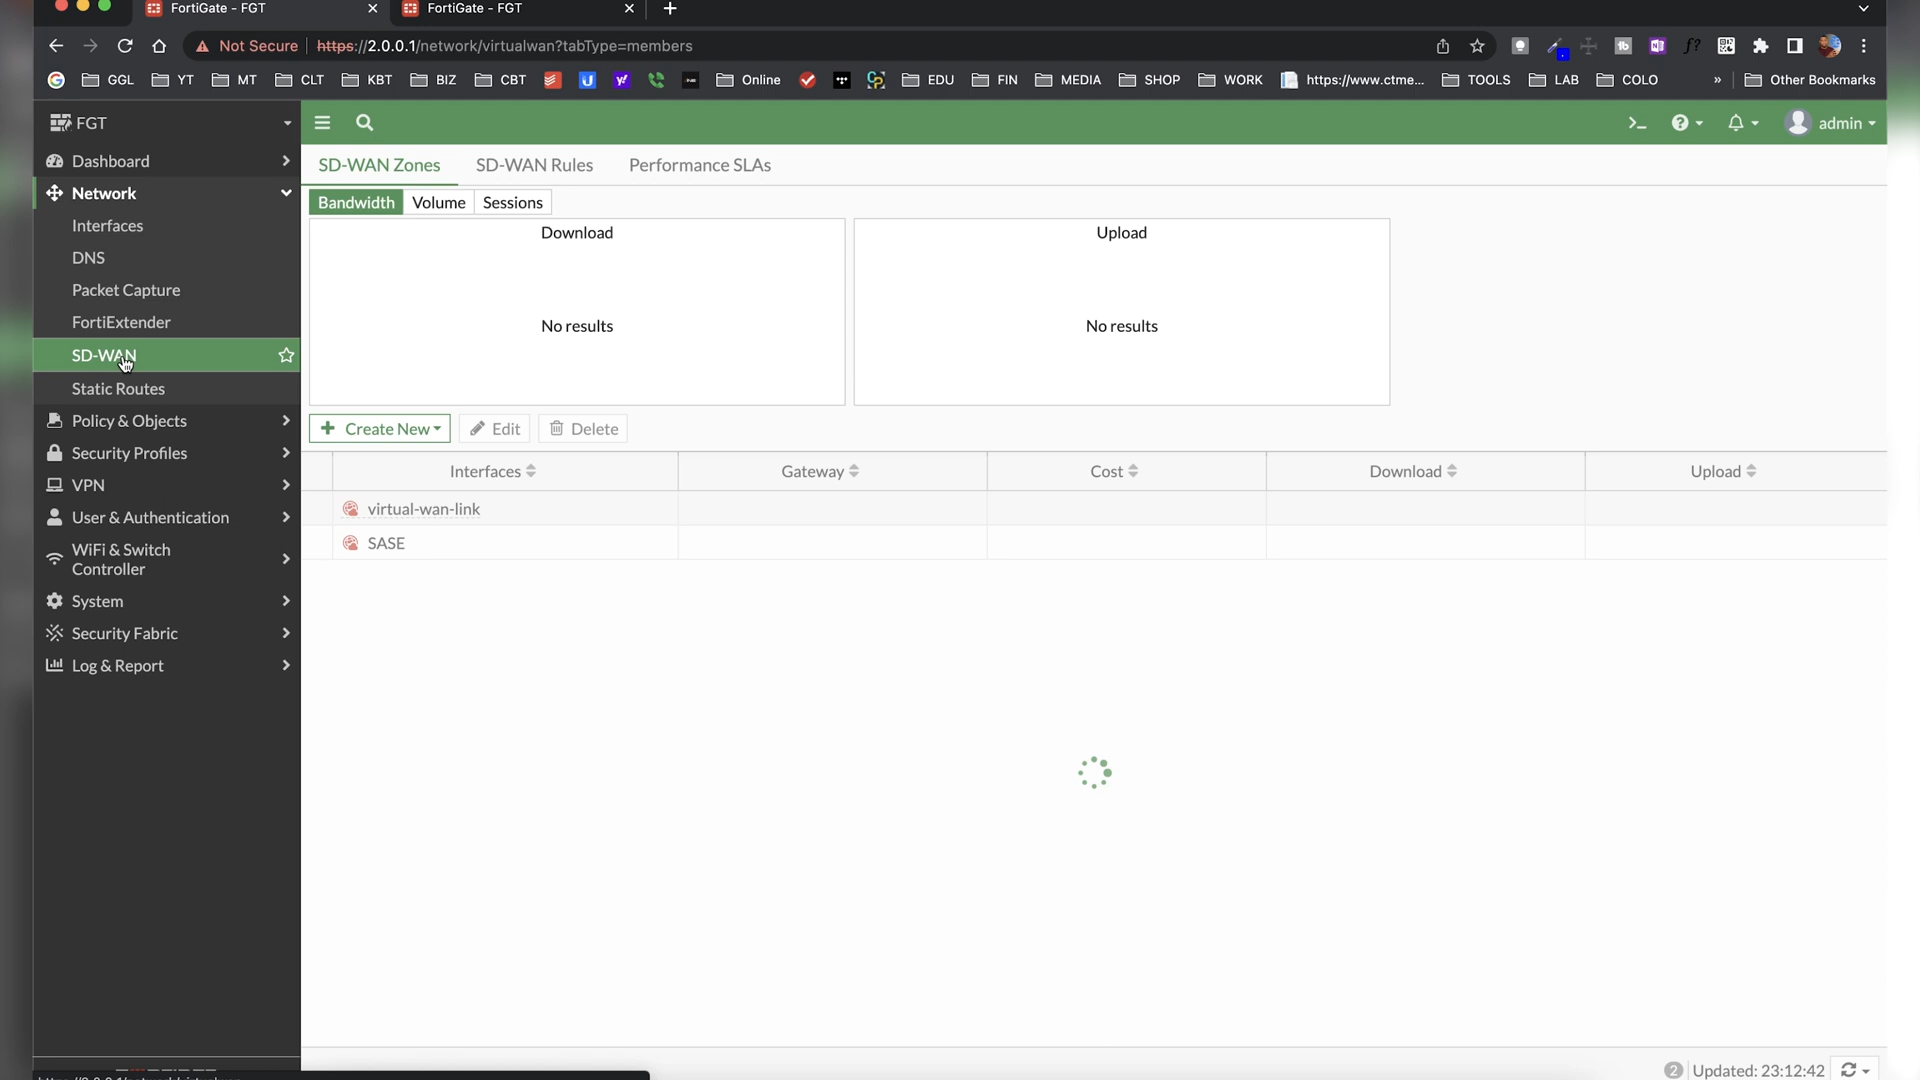 FortiGate - FGT
FortiGate - FGT
Not Secure
https://2.0.0.1/network/virtualwan?tabType=members
GGL
YT
MT
CLT
KBT
BIZ
CBT
Online
EDU
FIN
MEDIA
SHOP
WORK
https://www.ctme...
TOOLS
LAB
COLO
»
Other Bookmarks
FGT
admin
Dashboard
Network
Interfaces
DNS
Packet Capture
FortiExtender
SD-WAN
Static Routes
Policy & Objects
Security Profiles
VPN
User & Authentication
WiFi & Switch
Controller
System
Security Fabric
Log & Report
SD-WAN Zones
SD-WAN Rules
Performance SLAs
Bandwidth
Volume
Sessions
Download
No results
Upload
No results
Create New
Edit
Delete
Interfaces
Gateway
Cost
Download
Upload
virtual-wan-link
SASE
2
Updated: 23:12:42